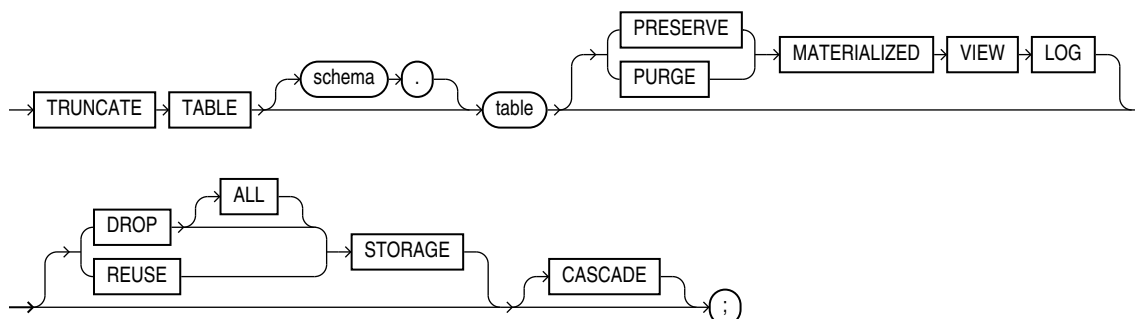 PRESERVE
schema . MATERIALIZED VIEW LOG
PURGE
TRUNCATE TABLE table
ALL
DROP
STORAGE
REUSE CASCADE
;